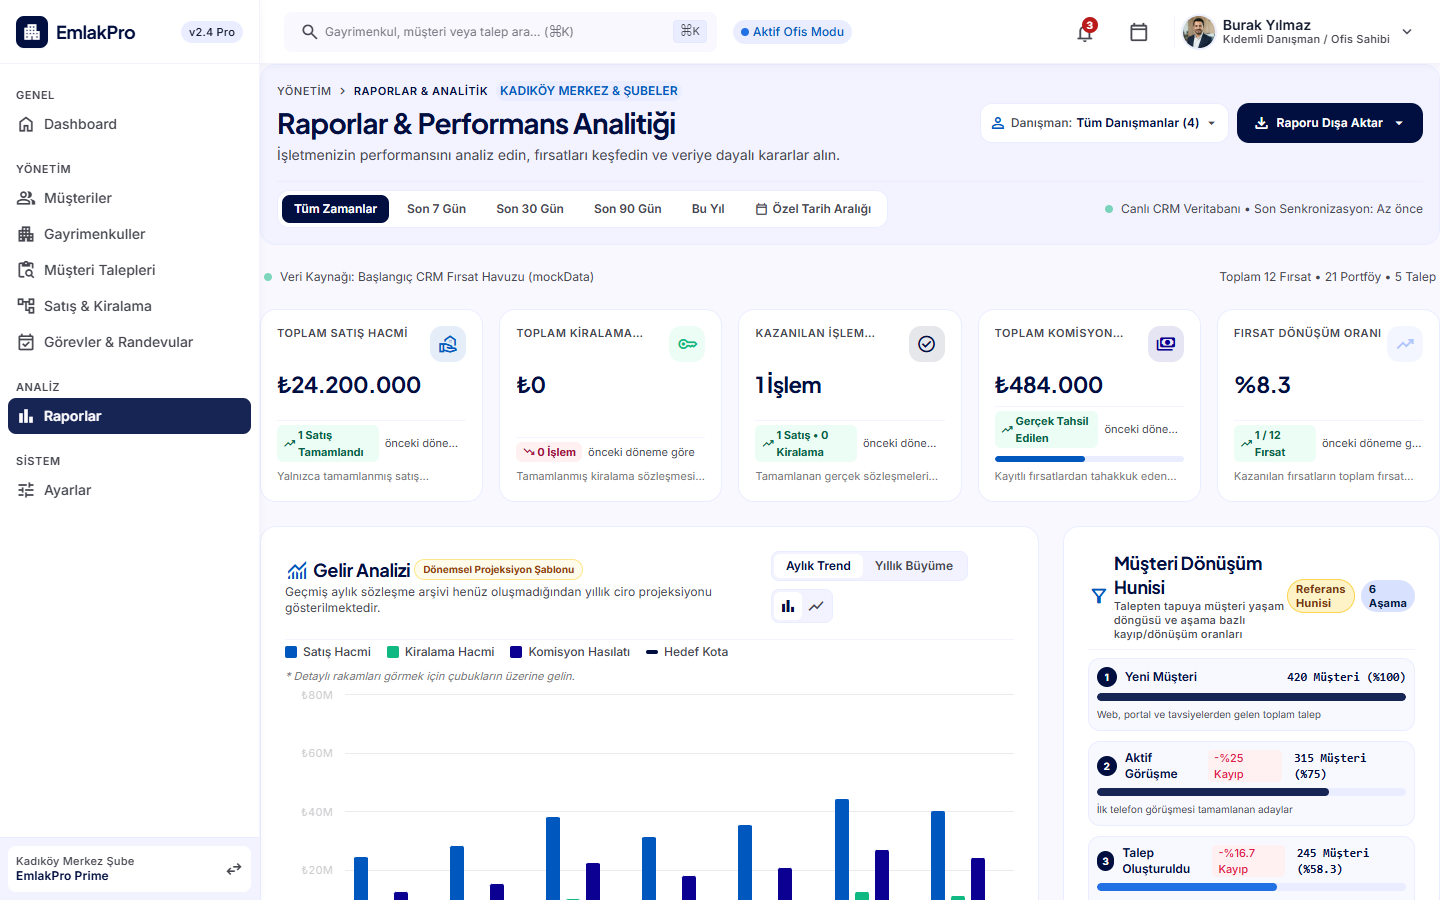 EmlakPro
v2.4 Pro
Gayrimenkul, müşteri veya talep ara... (⌘K)
⌘K
Aktif Ofis Modu
3
Burak Yılmaz
Kıdemli Danışman / Ofis Sahibi
GENEL
Dashboard
YÖNETİM
Müşteriler
Gayrimenkuller
Müşteri Talepleri
Satış & Kiralama
Görevler & Randevular
ANALİZ
Raporlar
SİSTEM
Ayarlar
Kadıköy Merkez Şube
EmlakPro Prime
YÖNETİM > RAPORLAR & ANALİTİK KADIKÖY MERKEZ & ŞUBELER
Raporlar & Performans Analitiği
İşletmenizin performansını analiz edin, fırsatları keşfedin ve veriye dayalı kararlar alın.
Danışman: Tüm Danışmanlar (4)
Raporu Dışa Aktar
Tüm Zamanlar
Son 7 Gün
Son 30 Gün
Son 90 Gün
Bu Yıl
Özel Tarih Aralığı
Canlı CRM Veritabanı • Son Senkronizasyon: Az önce
Veri Kaynağı: Başlangıç CRM Fırsat Havuzu (mockData)
Toplam 12 Fırsat • 21 Portföy • 5 Talep
TOPLAM SATIŞ HACMİ
₺24.200.000
1 Satış
Tamamlandı
önceki döne...
Yalnızca tamamlanmış satış...
TOPLAM KİRALAMA...
₺0
0 İşlem
önceki döneme göre
Tamamlanmış kiralama sözleşmesi...
KAZANILAN İŞLEM...
1 İşlem
1 Satış • 0
Kiralama
önceki döne...
Tamamlanan gerçek sözleşmeleri...
TOPLAM KOMİSYON...
₺484.000
Gerçek Tahsil
Edilen
önceki döne...
Kayıtlı fırsatlardan tahakkuk eden...
FIRSAT DÖNÜŞÜM ORANI
%8.3
1 / 12
Fırsat
önceki döneme g...
Kazanılan fırsatların toplam fırsat...
Gelir Analizi
Dönemsel Projeksiyon Şablonu
Geçmiş aylık sözleşme arşivi henüz oluşmadığından yıllık ciro projeksiyonu
gösterilmektedir.
Aylık Trend
Yıllık Büyüme
Satış Hacmi
Kiralama Hacmi
Komisyon Hasılatı
Hedef Kota
* Detaylı rakamları görmek için çubukların üzerine gelin.
₺80M
₺60M
₺40M
₺20M
Müşteri Dönüşüm
Hunisi
Talepten tapuya müşteri yaşam
döngüsü ve aşama bazlı
kayıp/dönüşüm oranları
Referans
Hunisi
6
Aşama
1 Yeni Müşteri 420 Müşteri (%100)
Web, portal ve tavsiyelerden gelen toplam talep
2 Aktif
Görüşme
-%25
Kayıp
315 Müşteri
(%75)
İlk telefon görüşmesi tamamlanan adaylar
3 Talep
Oluşturuldu
-%16.7
Kayıp
245 Müşteri
(%58.3)